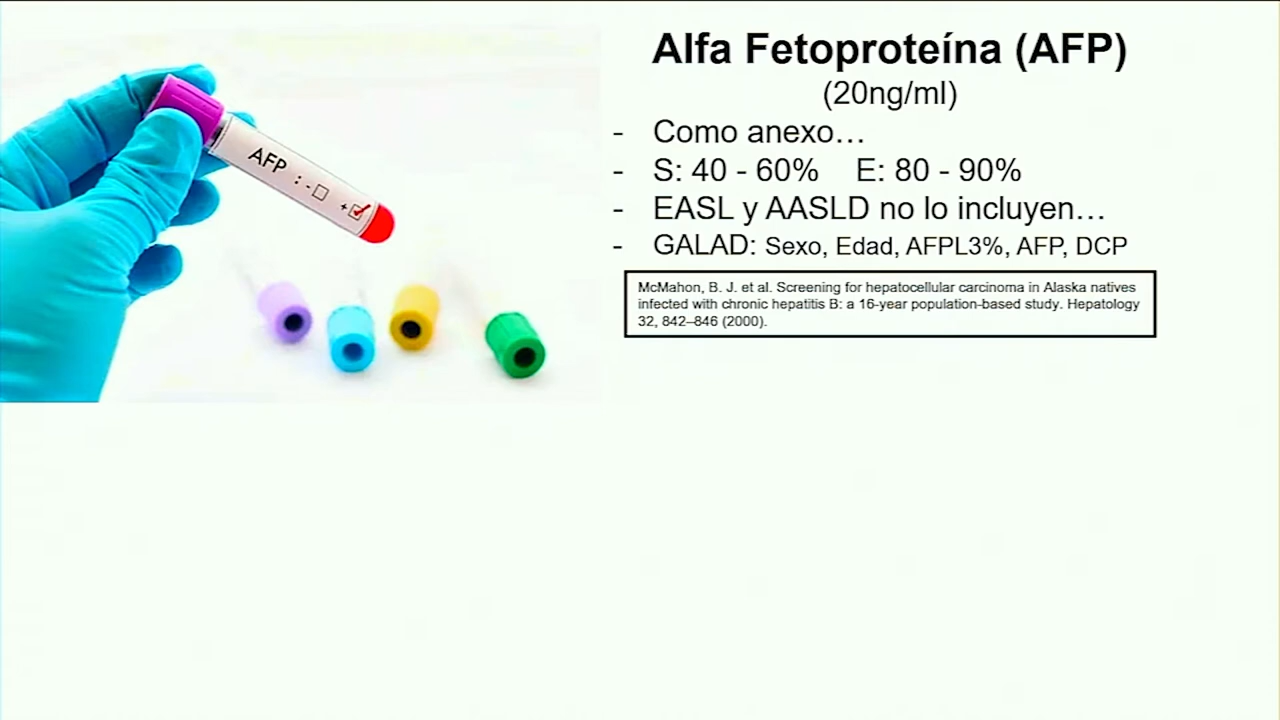 Alfa Fetoproteína (AFP)
(20ng/ml)
- Como anexo…
- S: 40 - 60% E: 80 - 90%
- EASL y AASLD no lo incluyen…
- GALAD: Sexo, Edad, AFPL3%, AFP, DCP
McMahon, B. J. et al. Screening for hepatocellular carcinoma in Alaska natives
infected with chronic hepatitis B: a 16-year population-based study. Hepatology
32, 842–846 (2000).
AFP : - +